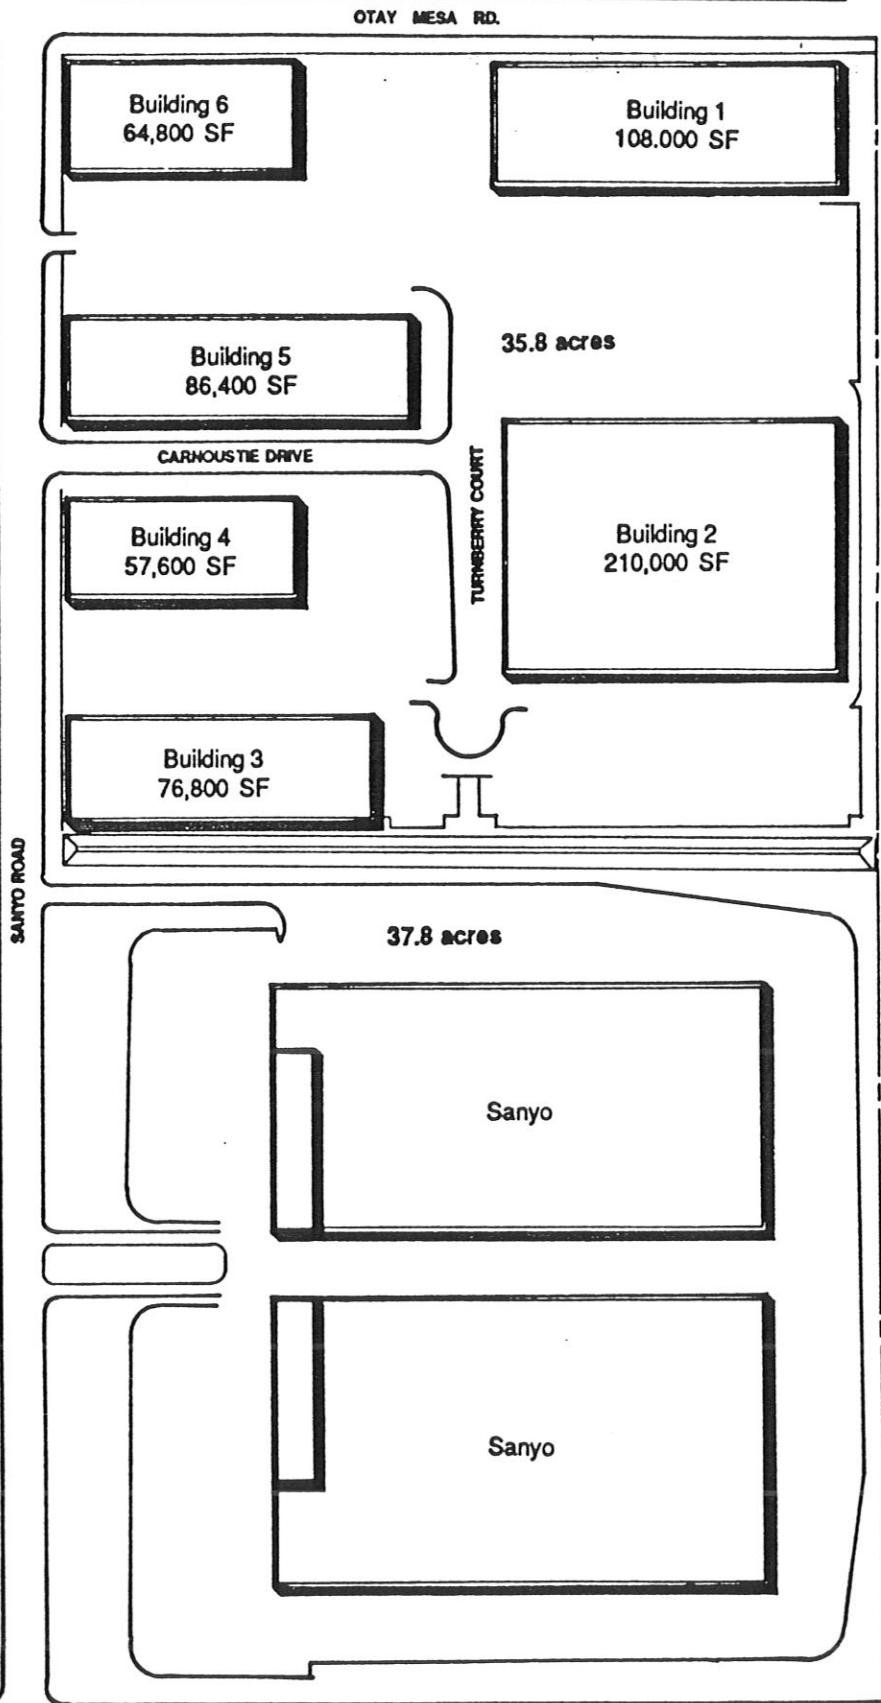 OTAY MESA RD.
Building 6
64,800 SF
Building 1
108.000 SF
35.8 acres
Building 5
86,400 SF
CARNOUSTIE DRIVE
TURNBERRY COURT
Building 4
57,600 SF
Building 2
210,000 SF
Building 3
76,800 SF
SANYO ROAD
37.8 acres
Sanyo
Sanyo